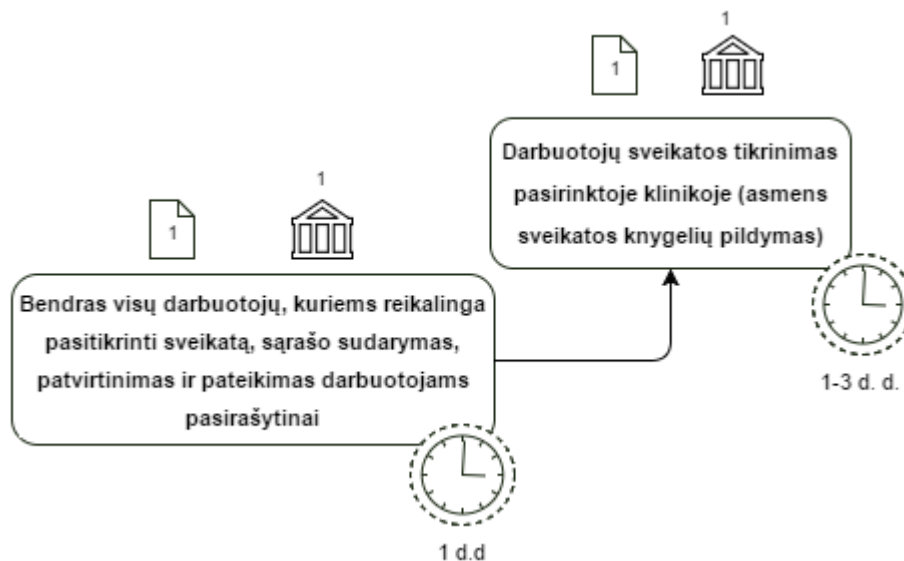 1
1
Darbuotojų sveikatos tikrinimas
pasirinktoje klinikoje (asmens
sveikatos knygelių pildymas)
1-3 d. d.
1
1
Bendras visų darbuotojų, kuriems reikalinga
pasitikrinti sveikatą, sąrašo sudarymas,
patvirtinimas ir pateikimas darbuotojams
pasirašytinai
1 d.d